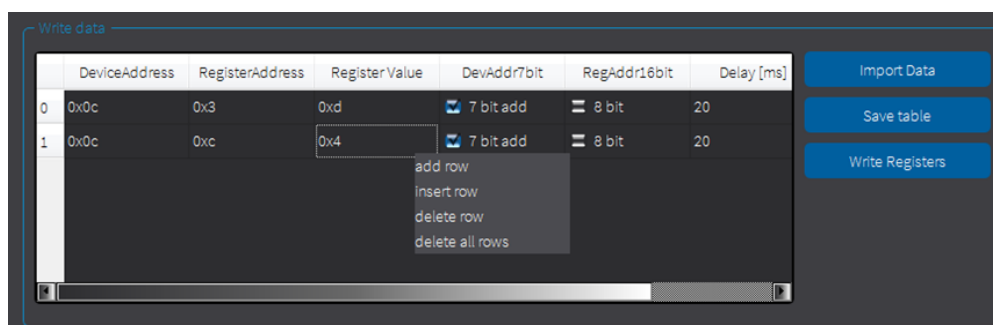 Write data
DeviceAddress RegisterAddress Register Value DevAddr7bit RegAddr16bit Delay [ms]
0 0x0c 0x3 0xd 7 bit add 8 bit 20
1 0x0c 0xc 0x4 7 bit add 8 bit 20
add row
insert row
delete row
delete all rows
Import Data
Save table
Write Registers